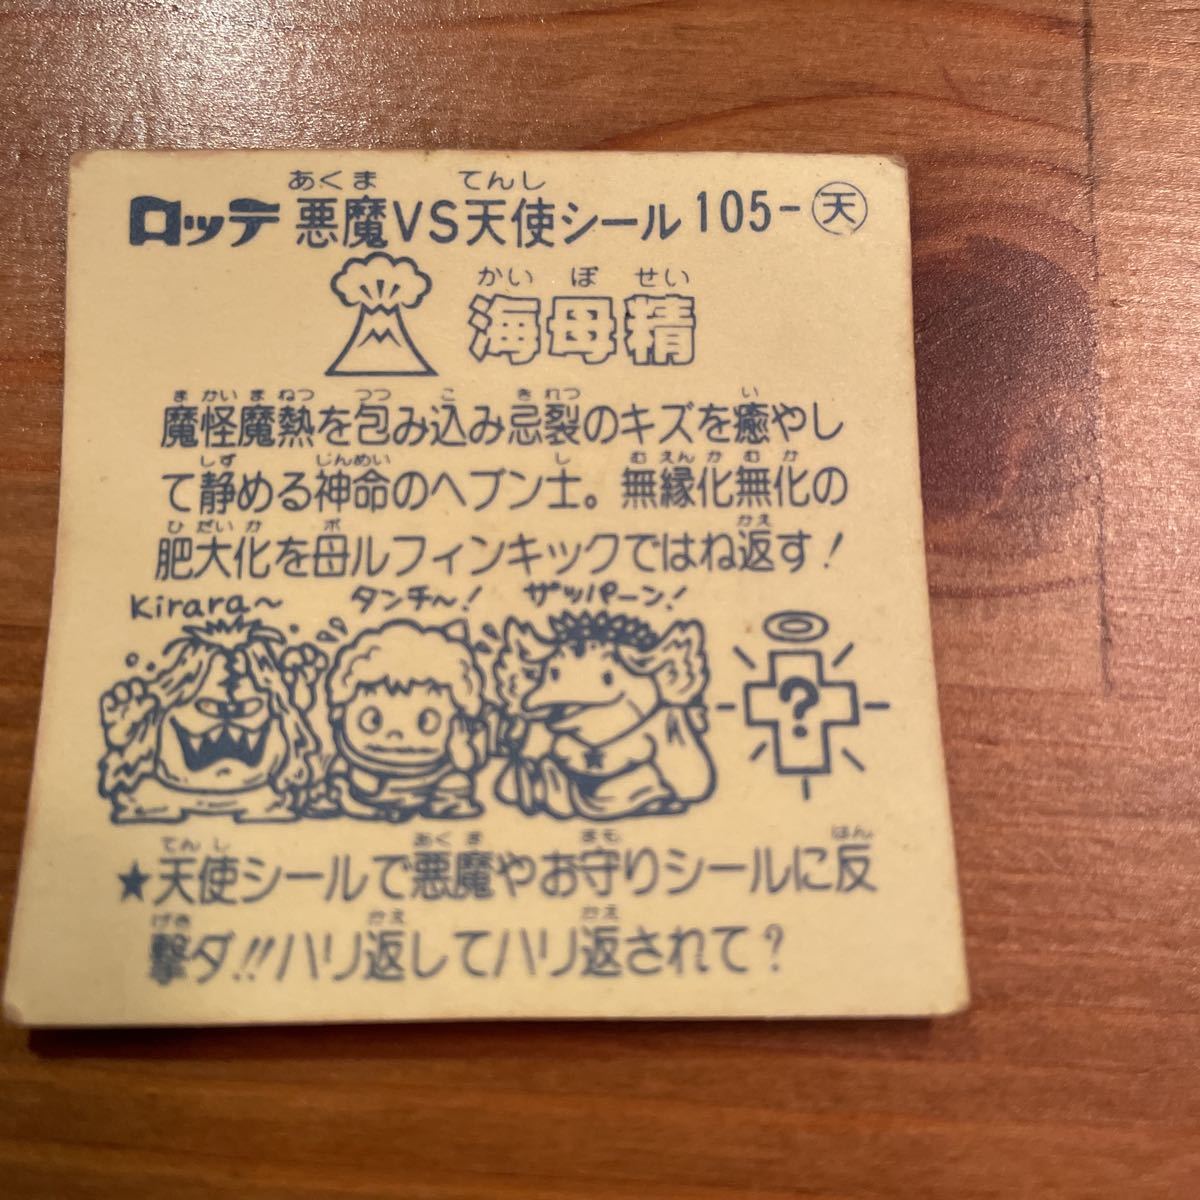 あくま てんし
ロッテ 悪魔VS天使シール 105-天
かい ぼ せい
海母精
ま かい ま ねつ つつ こ きれつ い
魔怪魔熱を包み込み忌裂のキズを癒やし
しず じんめい し むえんかむか
て静める神命のヘブン士。無縁化無化の
ひだいか ボ かえ
肥大化を母ルフィンキックではね返す!
Kirara～ タンチ～! ザッパーン!
?
てんし あくま まも はん
★天使シールで悪魔やお守りシールに反
げき かえ かえ
撃ダ!!ハリ返してハリ返されて?